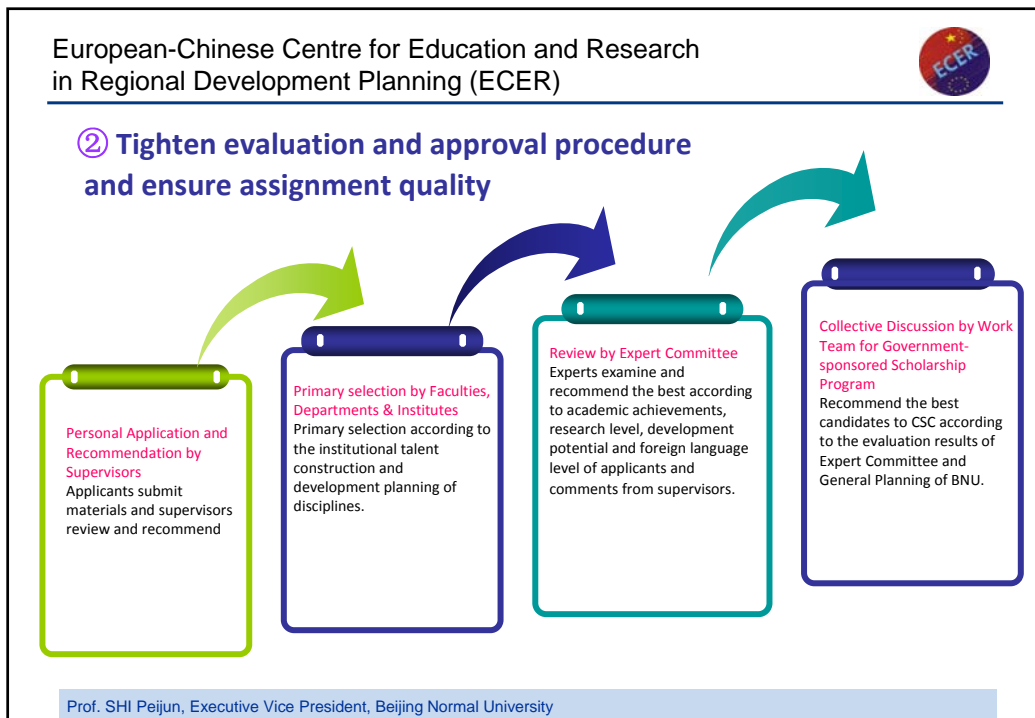 European-Chinese Centre for Education and Research
in Regional Development Planning (ECER)
ECER
② Tighten evaluation and approval procedure
and ensure assignment quality
Personal Application and
Recommendation by
Supervisors
Applicants submit
materials and supervisors
review and recommend
Primary selection by Faculties,
Departments & Institutes
Primary selection according to
the institutional talent
construction and
development planning of
disciplines.
Review by Expert Committee
Experts examine and
recommend the best according
to academic achievements,
research level, development
potential and foreign language
level of applicants and
comments from supervisors.
Collective Discussion by Work
Team for Government-
sponsored Scholarship
Program
Recommend the best
candidates to CSC according
to the evaluation results of
Expert Committee and
General Planning of BNU.
Prof. SHI Peijun, Executive Vice President, Beijing Normal University